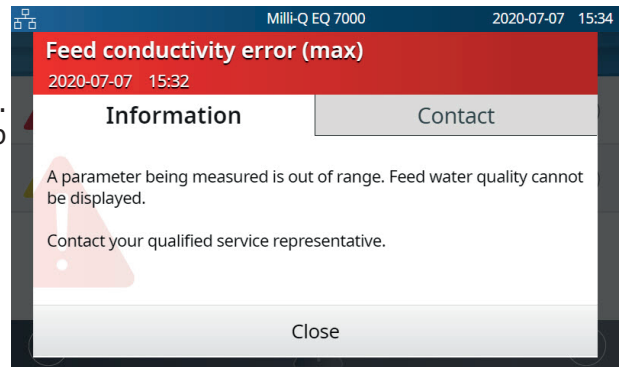 Milli-Q EQ 7000 2020-07-07 15:34
Feed conductivity error (max)
2020-07-07 15:32
Information Contact
A parameter being measured is out of range. Feed water quality cannot
be displayed.
Contact your qualified service representative.
Close